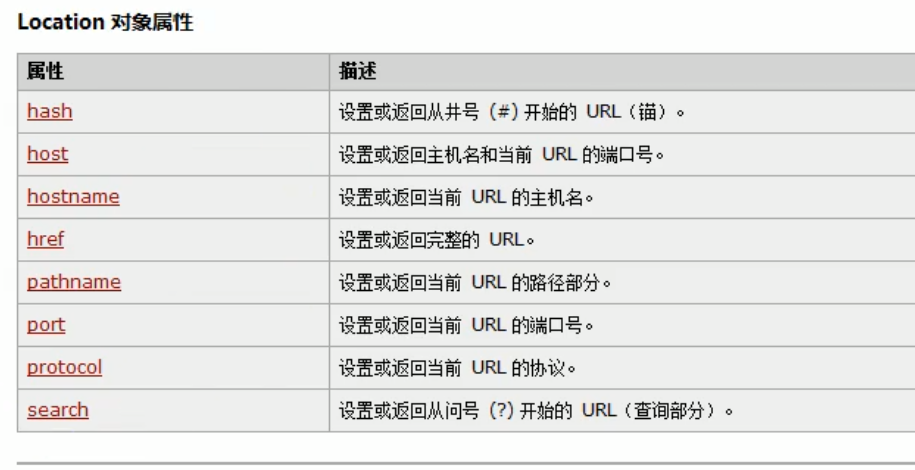 Location 对象属性
属性 描述
hash 设置或返回从井号 (#) 开始的 URL（锚）。
host 设置或返回主机名和当前 URL 的端口号。
hostname 设置或返回当前 URL 的主机名。
href 设置或返回完整的 URL。
pathname 设置或返回当前 URL 的路径部分。
port 设置或返回当前 URL 的端口号。
protocol 设置或返回当前 URL 的协议。
search 设置或返回从问号 (?) 开始的 URL（查询部分）。